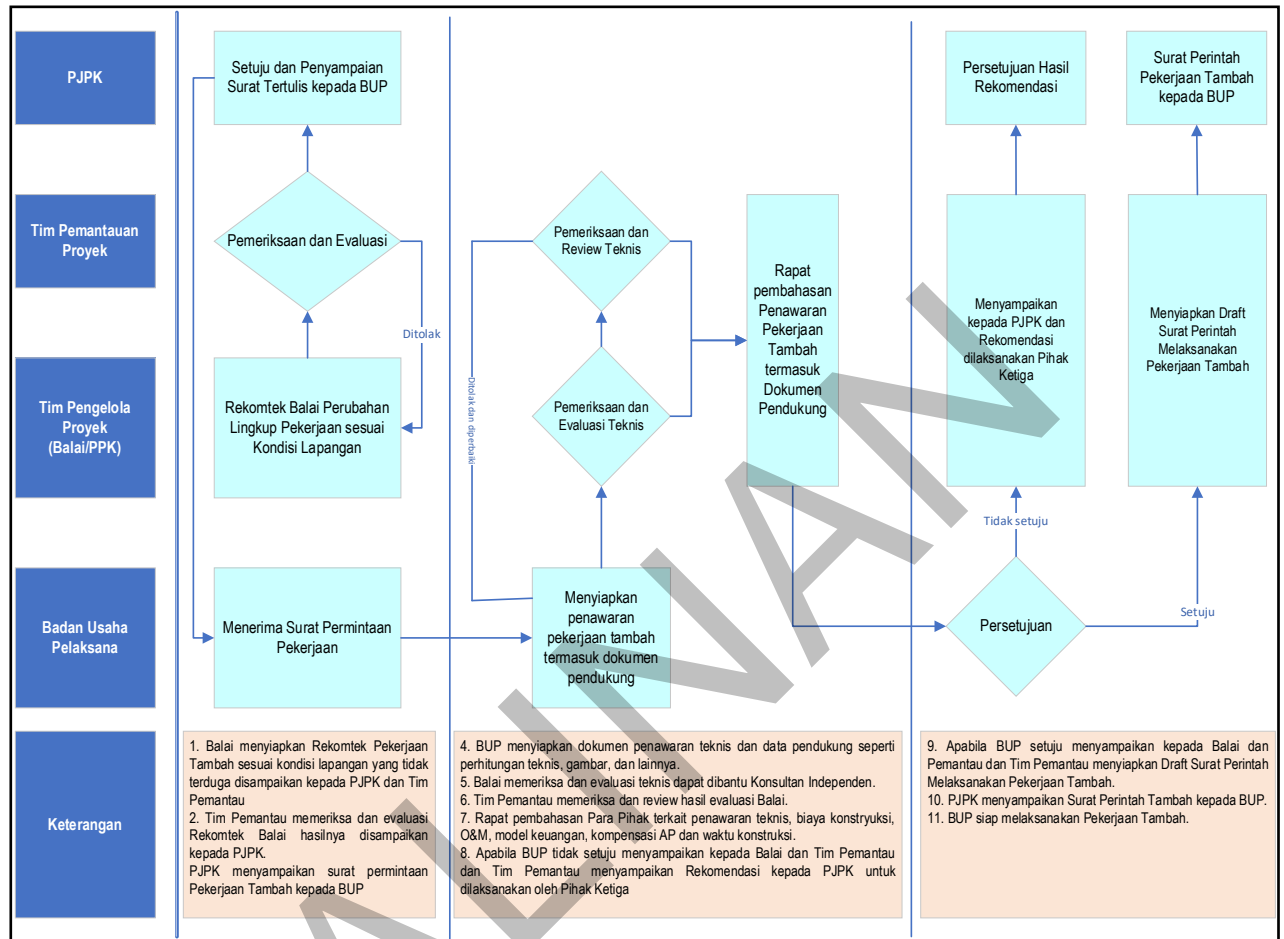 PJPK
Setuju dan Penyampaian
Surat Tertulis kepada BUP
Persetujuan Hasil
Rekomendasi
Surat Perintah
Pekerjaan Tambah
kepada BUP
Tim Pemantauan
Proyek
Pemeriksaan dan Evaluasi
Ditolak
Pemeriksaan dan
Review Teknis
Rapat
pembahasan
Penawaran
Pekerjaan
Tambah
termasuk
Dokumen
Pendukung
Menyampaikan
kepada PJPK dan
Rekomendasi
dilaksanakan Pihak
Ketiga
Menyiapkan Draft
Surat Perintah
Melaksanakan
Pekerjaan Tambah
Tim Pengelola
Proyek
(Balai/PPK)
Rekomtek Balai Perubahan
Lingkup Pekerjaan sesuai
Kondisi Lapangan
Ditolak dan diperbaiki
Pemeriksaan dan
Evaluasi Teknis
Tidak setuju
Badan Usaha
Pelaksana
Menerima Surat Permintaan
Pekerjaan
Menyiapkan
penawaran
pekerjaan tambah
termasuk dokumen
pendukung
Persetujuan
Setuju
Keterangan
1. Balai menyiapkan Rekomtek Pekerjaan
Tambah sesuai kondisi lapangan yang tidak
terduga disampaikan kepada PJPK dan Tim
Pemantau
2. Tim Pemantau memeriksa dan evaluasi
Rekomtek Balai hasilnya disampaikan
kepada PJPK.
PJPK menyampaikan surat permintaan
Pekerjaan Tambah kepada BUP
4. BUP menyiapkan dokumen penawaran teknis dan data pendukung seperti
perhitungan teknis, gambar, dan lainnya.
5. Balai memeriksa dan evaluasi teknis dapat dibantu Konsultan Independen.
6. Tim Pemantau memeriksa dan review hasil evaluasi Balai.
7. Rapat pembahasan Para Pihak terkait penawaran teknis, biaya konstryuksi,
O&M, model keuangan, kompensasi AP dan waktu konstruksi.
8. Apabila BUP tidak setuju menyampaikan kepada Balai dan Tim Pemantau
dan Tim Pemantau menyampaikan Rekomendasi kepada PJPK untuk
dilaksanakan oleh Pihak Ketiga
9. Apabila BUP setuju menyampaikan kepada Balai dan
Pemantau dan Tim Pemantau menyiapkan Draft Surat Perintah
Melaksanakan Pekerjaan Tambah.
10. PJPK menyampaikan Surat Perintah Tambah kepada BUP.
11. BUP siap melaksanakan Pekerjaan Tambah.